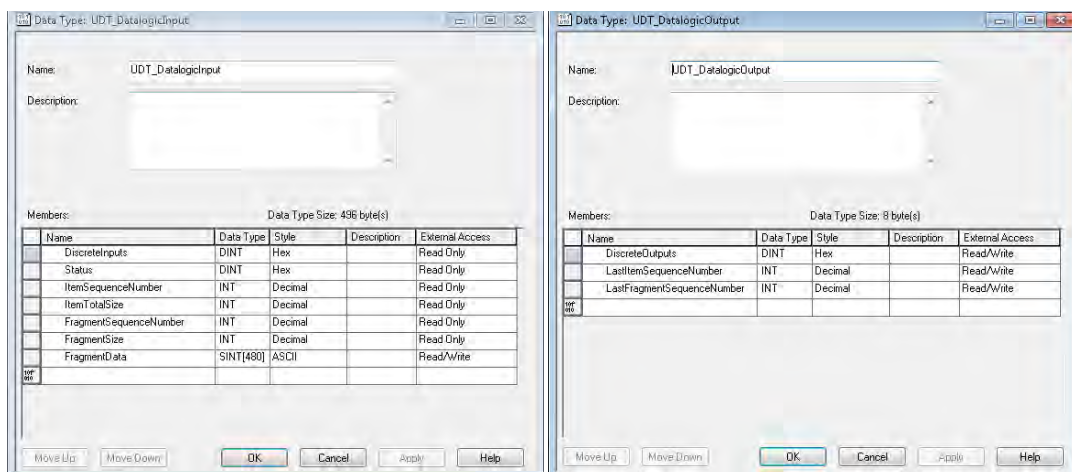 Data Type: UDT_DatalogicInput
Name: UDT_DatalogicInput
Description:
Members: Data Type Size: 496 byte(s)
Name Data Type Style Description External Access
DiscreteInputs DINT Hex Read Only
Status DINT Hex Read Only
ItemSequenceNumber INT Decimal Read Only
ItemTotalSize INT Decimal Read Only
FragmentSequenceNumber INT Decimal Read Only
FragmentSize INT Decimal Read Only
FragmentData SINT[480] ASCII Read/Write
Move Up Move Down OK Cancel Apply Help
Data Type: UDT_DatalogicOutput
Name: UDT_DatalogicOutput
Description:
Members: Data Type Size: 8 byte(s)
Name Data Type Style Description External Access
DiscreteOutputs DINT Hex Read/Write
LastItemSequenceNumber INT Decimal Read/Write
LastFragmentSequenceNumber INT Decimal Read/Write
Move Up Move Down OK Cancel Apply Help